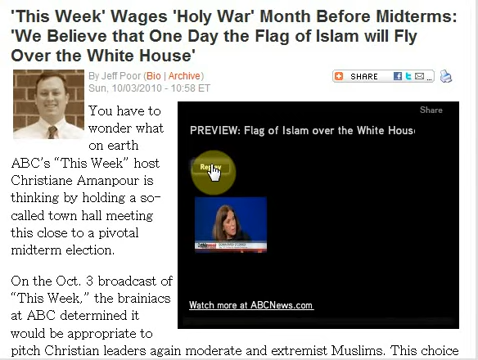 'This Week' Wages 'Holy War' Month Before Midterms:
'We Believe that One Day the Flag of Islam will Fly
Over the White House'
By Jeff Poor (Bio | Archive)
Sun, 10/03/2010 - 10:58 ET
SHARE
You have to
wonder what
on earth
ABC's "This Week" host
Christiane Amanpour is
thinking by holding a so-
called town hall meeting
this close to a pivotal
midterm election.
On the Oct. 3 broadcast of
"This Week," the brainiacs
at ABC determined it
would be appropriate to
pitch Christian leaders again moderate and extremist Muslims. This choice
Share
PREVIEW: Flag of Islam over the White Hous
Replay
Watch more at ABCNews.com